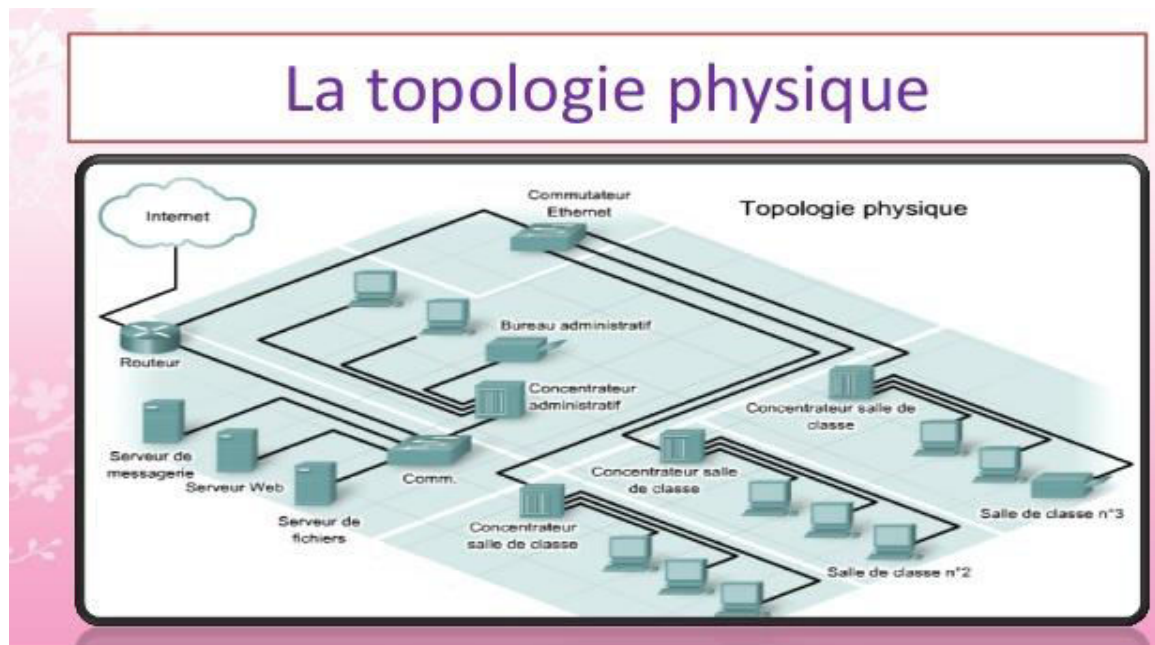 La topologie physique
Internet
Commutateur
Ethernet
Topologie physique
Routeur
Bureau administratif
Concentrateur
administratif
Serveur de
messagerie
Serveur Web
Serveur de
fichiers
Comm.
Concentrateur
salle de classe
Concentrateur salle
de classe
Concentrateur salle de
classe
Salle de classe n°2
Salle de classe n°3